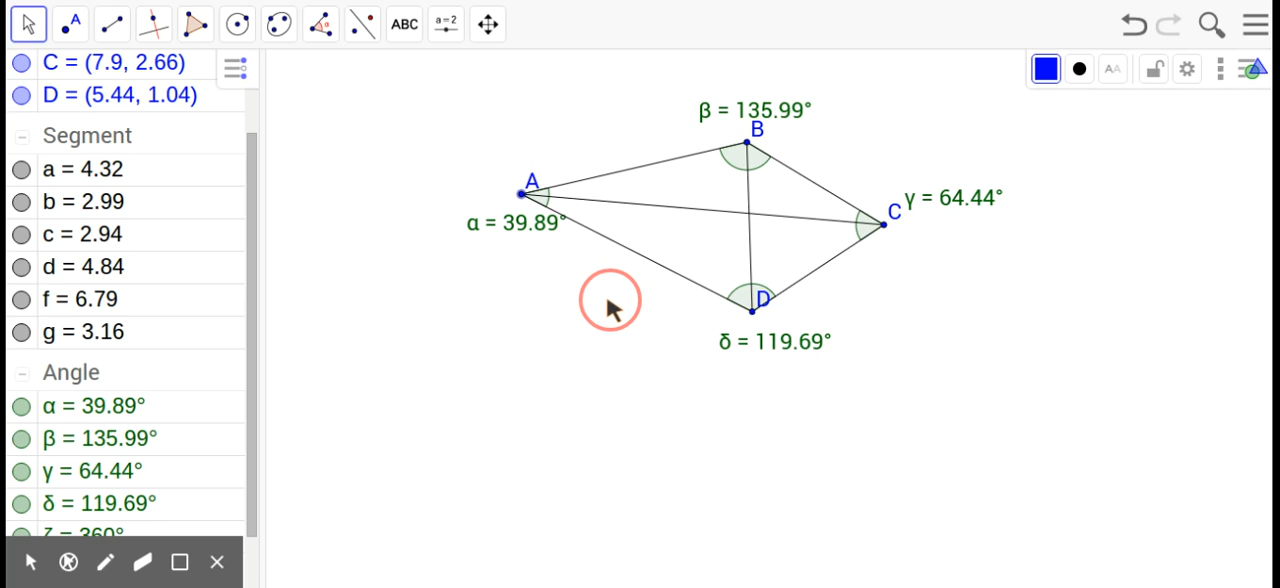 A
ABC
a=2
C = (7.9, 2.66)
D = (5.44, 1.04)
AA
Segment
a = 4.32
b = 2.99
c = 2.94
d = 4.84
f = 6.79
g = 3.16
Angle
α = 39.89°
β = 135.99°
γ = 64.44°
δ = 119.69°
ζ = 360°
β = 135.99°
B
A
α = 39.89°
C
γ = 64.44°
D
δ = 119.69°